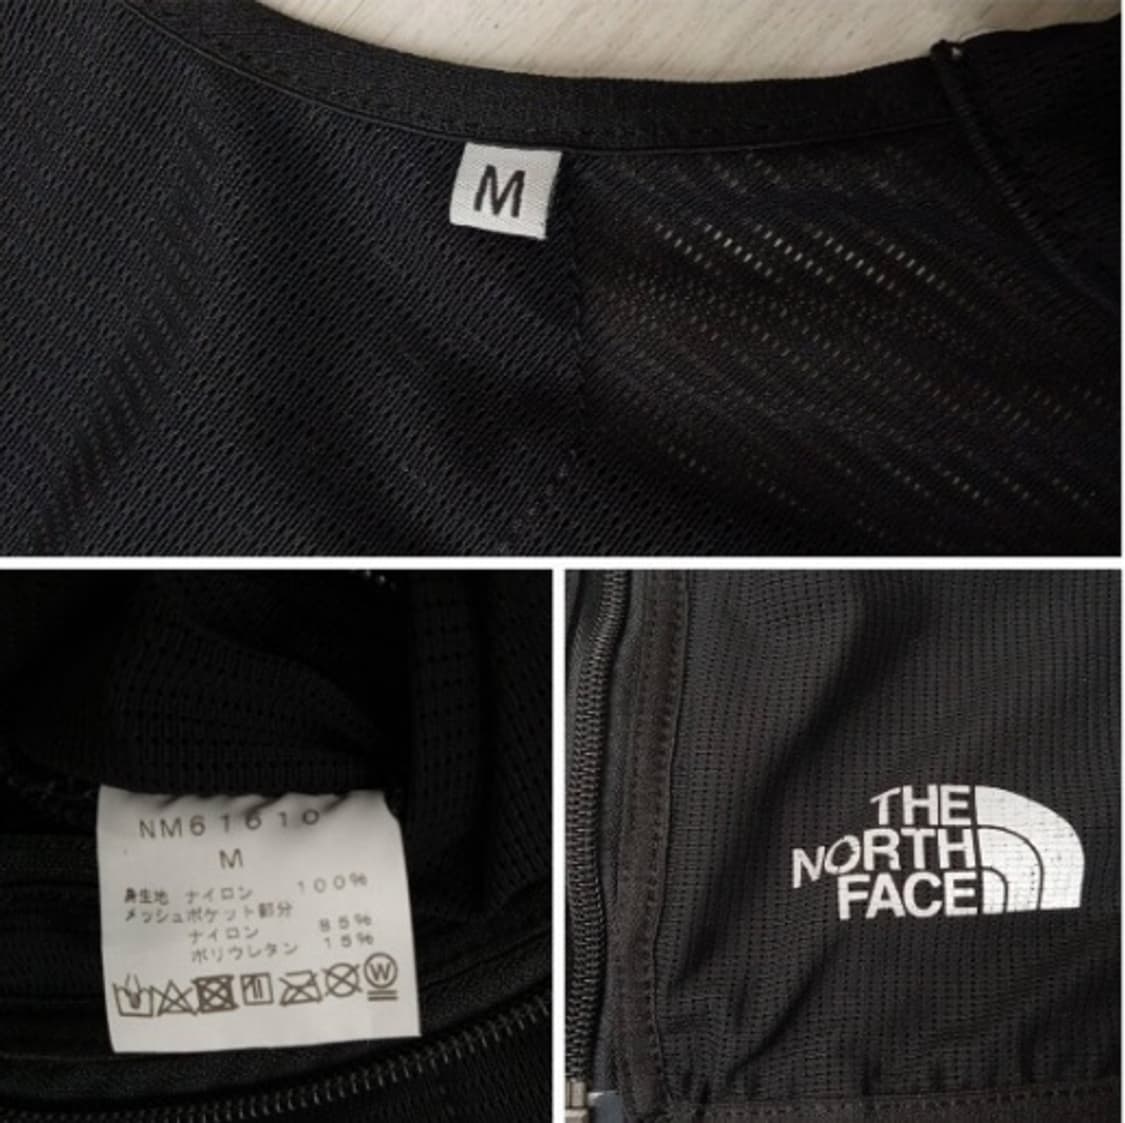 M
NM61610
M
身生地 ナイロン 100%
メッシュポケット部分
ナイロン 85%
ポリウレタン 15%
W
THE
NORTH
FACE